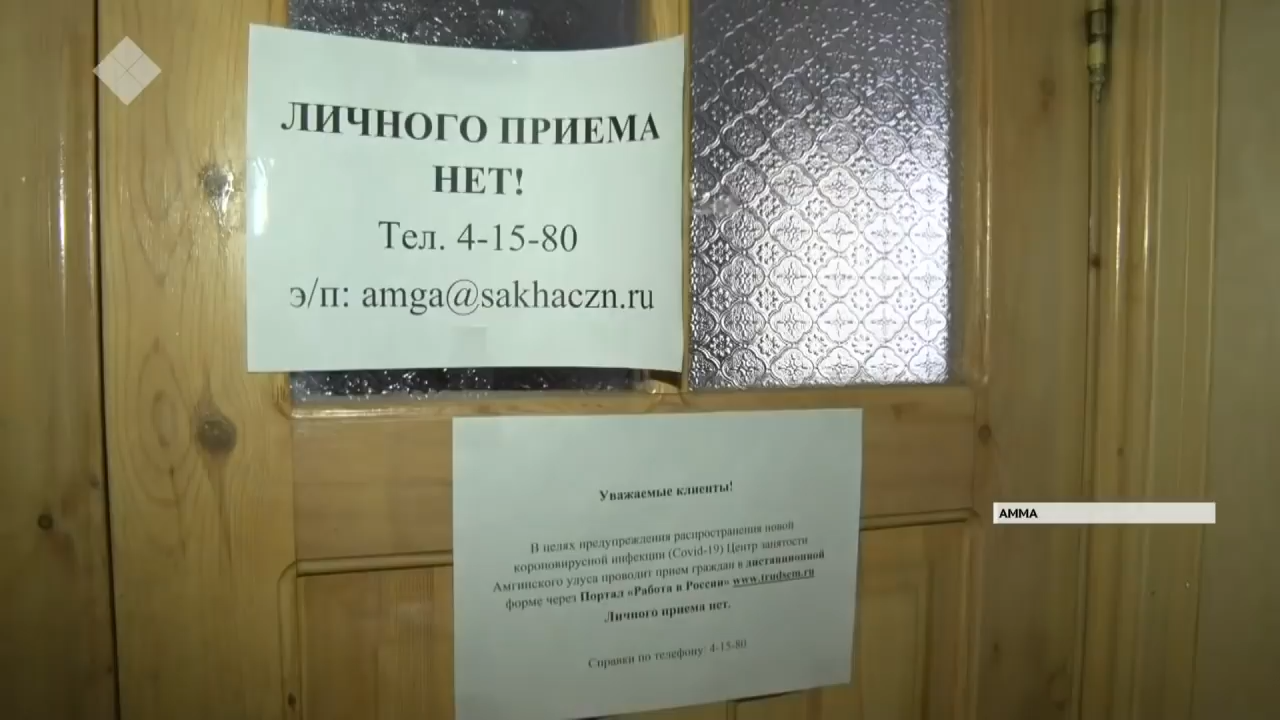 ЛИЧНОГО ПРИЕМА
НЕТ!
Тел. 4-15-80
э/п: amga@sakhaczn.ru
Уважаемые клиенты!
В целях предупреждения распространения новой
короновирусной инфекции (Covid-19) Центр занятости
Амгинского улуса проводит прием граждан в дистанционной
форме через Портал «Работа в России» www.trudsem.ru
Личного приема нет.
Справки по телефону: 4-15-80
АММА